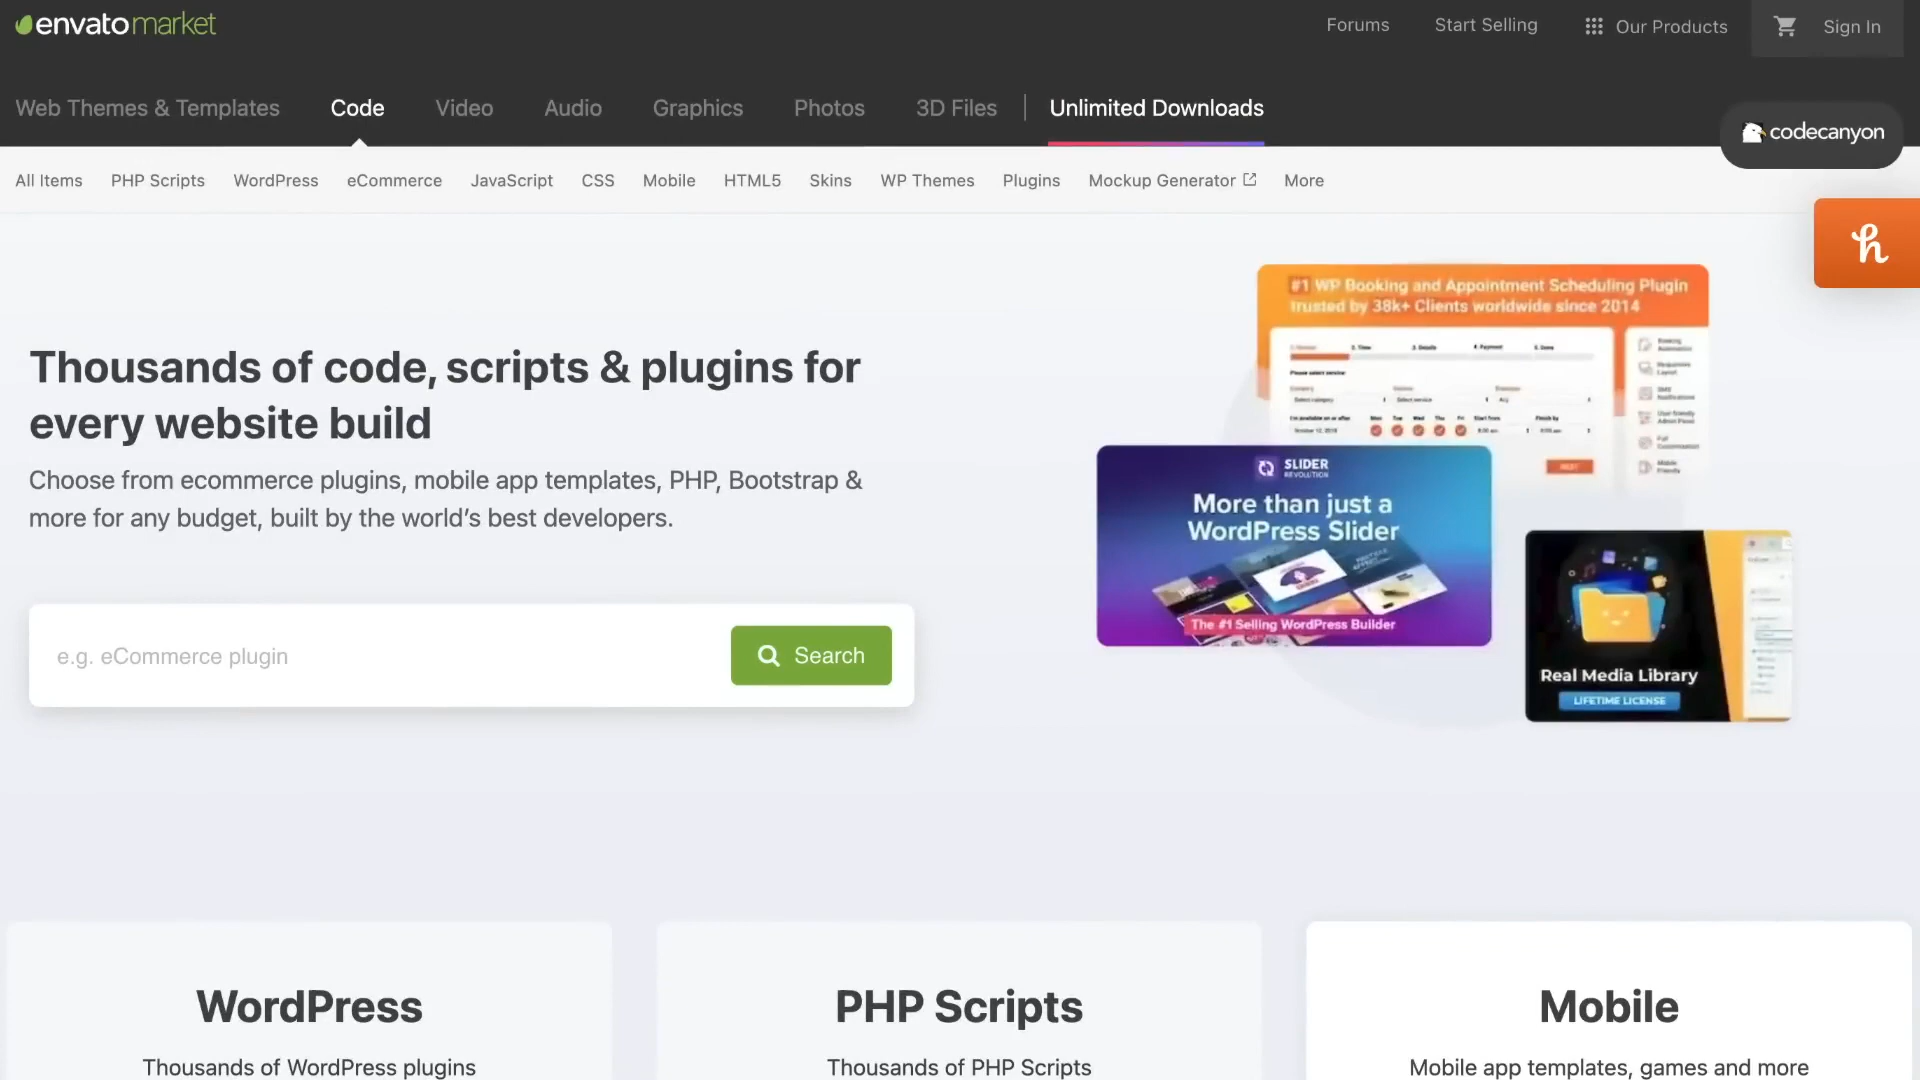 envatomarket
Forums
Start Selling
Our Products
Sign In
Web Themes & Templates
Code
Video
Audio
Graphics
Photos
3D Files
Unlimited Downloads
codecanyon
All Items
PHP Scripts
WordPress
eCommerce
JavaScript
CSS
Mobile
HTML5
Skins
WP Themes
Plugins
Mockup Generator
More
#1 WP Booking and Appointment Scheduling Plugin
trusted by 38k+ Clients worldwide since 2014
Thousands of code, scripts & plugins for
every website build
Choose from ecommerce plugins, mobile app templates, PHP, Bootstrap &
more for any budget, built by the world’s best developers.
e.g. eCommerce plugin
Search
SLIDER
REVOLUTION
More than just a
WordPress Slider
The #1 Selling WordPress Builder
Real Media Library
LIFETIME LICENSE
WordPress
Thousands of WordPress plugins
PHP Scripts
Thousands of PHP Scripts
Mobile
Mobile app templates, games and more